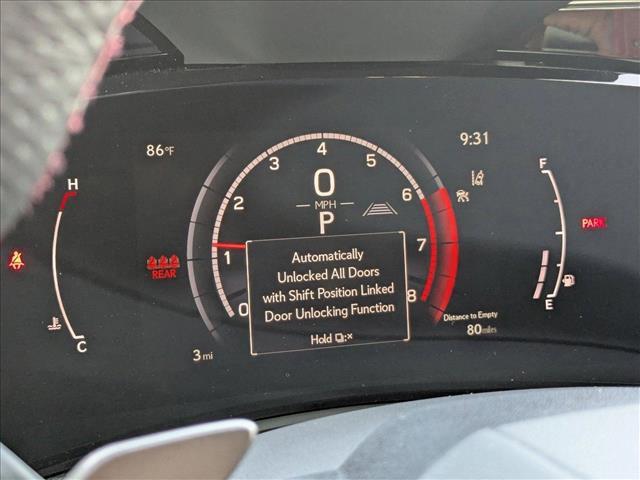 86°F
9:31
3
4
5
2
6
1
7
0
8
0
MPH
P
H
C
F
E
PARK
REAR
Automatically
Unlocked All Doors
with Shift Position Linked
Door Unlocking Function
Hold
3 mi
Distance to Empty
80 miles